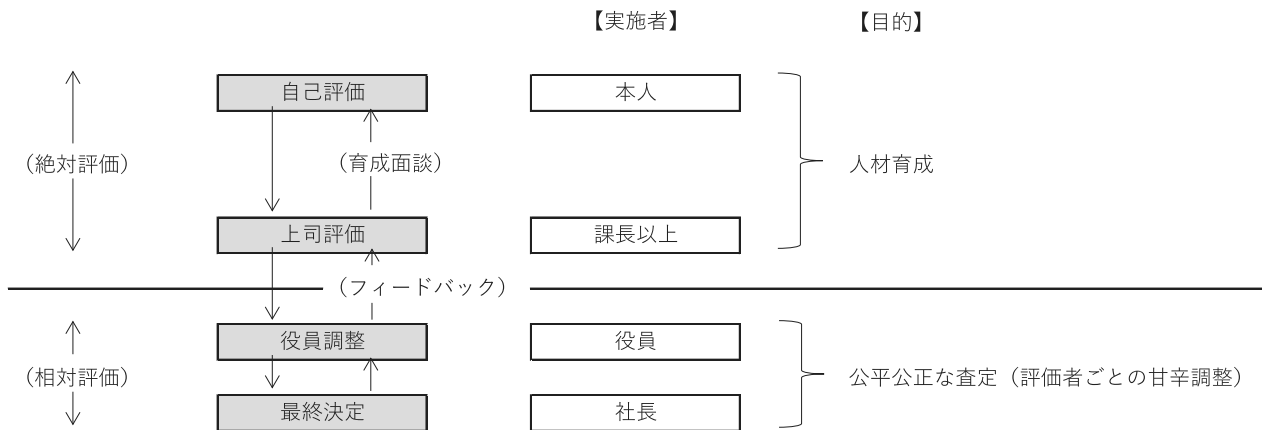 【実施者】 【目的】
自己評価 本人
（絶対評価） （育成面談） 人材育成
上司評価 課長以上
（フィードバック）
役員調整 役員
（相対評価） 公平公正な査定（評価者ごとの甘辛調整）
最終決定 社長